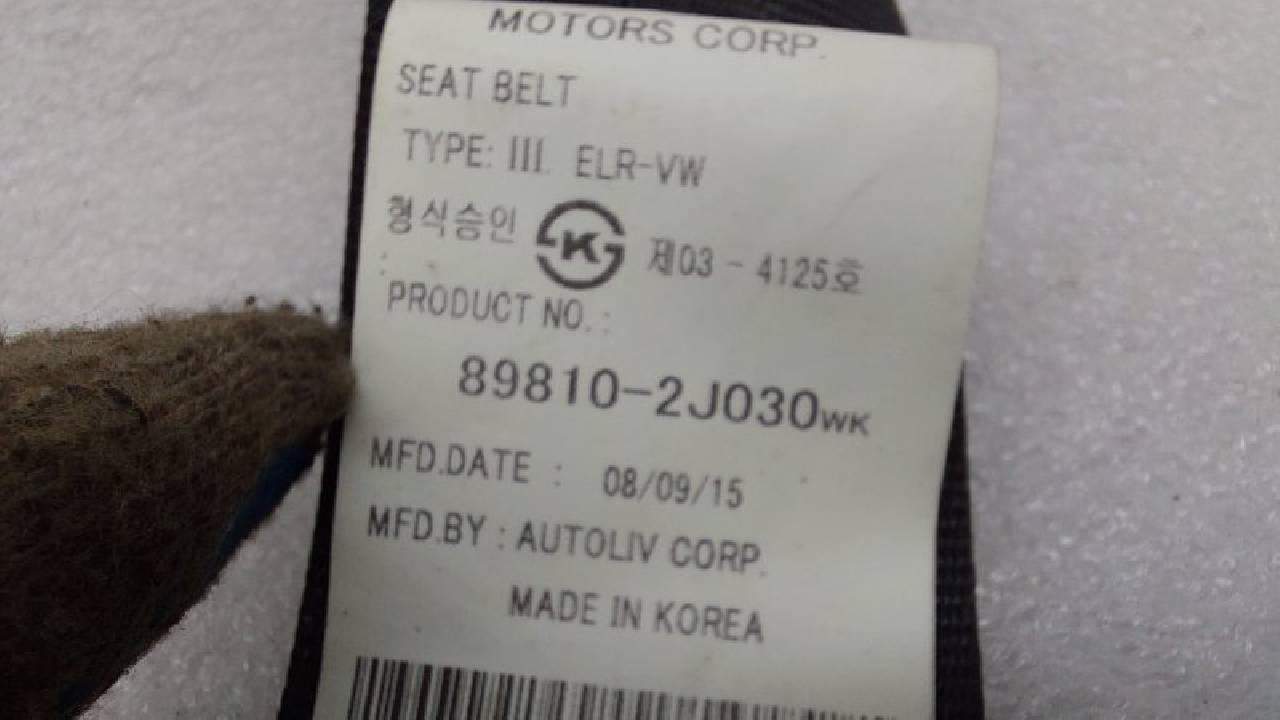 MOTORS CORP.
SEAT BELT
TYPE: III. ELR-VW
형식승인 K 제03 - 4125호
:
PRODUCT NO. :
89810-2J030WK
MFD.DATE : 08/09/15
MFD.BY : AUTOLIV CORP.
MADE IN KOREA